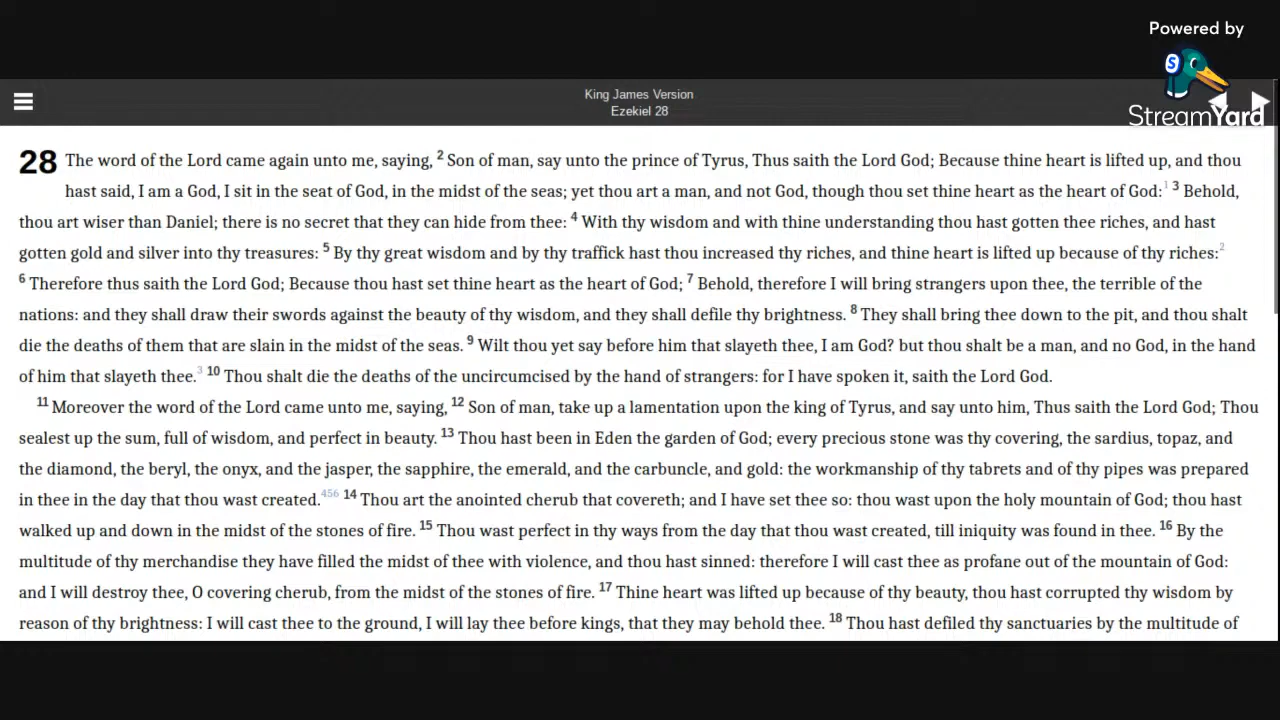 Powered by
StreamYard
King James Version
Ezekiel 28
28 The word of the Lord came again unto me, saying, 2 Son of man, say unto the prince of Tyrus, Thus saith the Lord God; Because thine heart is lifted up, and thou
hast said, I am a God, I sit in the seat of God, in the midst of the seas; yet thou art a man, and not God, though thou set thine heart as the heart of God:1 3 Behold,
thou art wiser than Daniel; there is no secret that they can hide from thee: 4 With thy wisdom and with thine understanding thou hast gotten thee riches, and hast
gotten gold and silver into thy treasures: 5 By thy great wisdom and by thy traffick hast thou increased thy riches, and thine heart is lifted up because of thy riches:2
6 Therefore thus saith the Lord God; Because thou hast set thine heart as the heart of God; 7 Behold, therefore I will bring strangers upon thee, the terrible of the
nations: and they shall draw their swords against the beauty of thy wisdom, and they shall defile thy brightness. 8 They shall bring thee down to the pit, and thou shalt
die the deaths of them that are slain in the midst of the seas. 9 Wilt thou yet say before him that slayeth thee, I am God? but thou shalt be a man, and no God, in the hand
of him that slayeth thee.3 10 Thou shalt die the deaths of the uncircumcised by the hand of strangers: for I have spoken it, saith the Lord God.
11 Moreover the word of the Lord came unto me, saying, 12 Son of man, take up a lamentation upon the king of Tyrus, and say unto him, Thus saith the Lord God; Thou
sealest up the sum, full of wisdom, and perfect in beauty. 13 Thou hast been in Eden the garden of God; every precious stone was thy covering, the sardius, topaz, and
the diamond, the beryl, the onyx, and the jasper, the sapphire, the emerald, and the carbuncle, and gold: the workmanship of thy tabrets and of thy pipes was prepared
in thee in the day that thou wast created.456 14 Thou art the anointed cherub that covereth; and I have set thee so: thou wast upon the holy mountain of God; thou hast
walked up and down in the midst of the stones of fire. 15 Thou wast perfect in thy ways from the day that thou wast created, till iniquity was found in thee. 16 By the
multitude of thy merchandise they have filled the midst of thee with violence, and thou hast sinned: therefore I will cast thee as profane out of the mountain of God:
and I will destroy thee, O covering cherub, from the midst of the stones of fire. 17 Thine heart was lifted up because of thy beauty, thou hast corrupted thy wisdom by
reason of thy brightness: I will cast thee to the ground, I will lay thee before kings, that they may behold thee. 18 Thou hast defiled thy sanctuaries by the multitude of